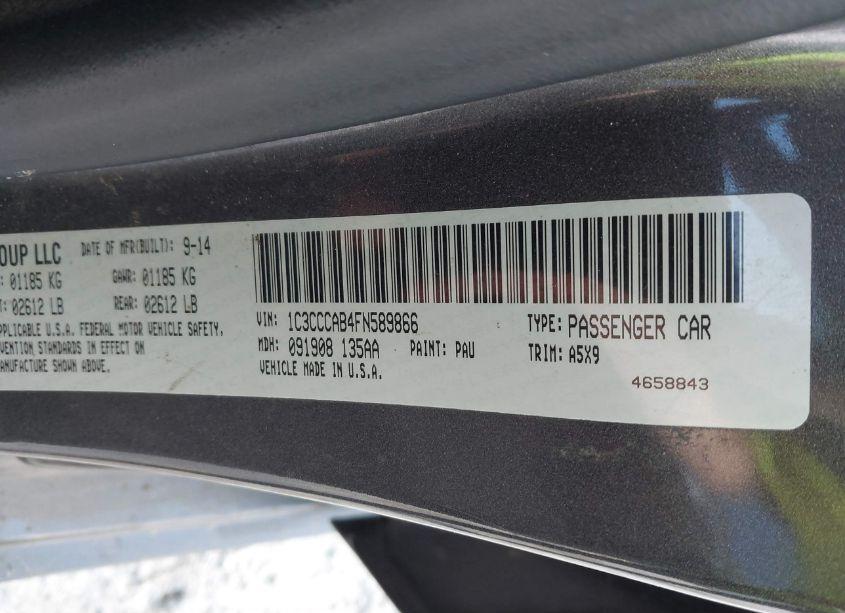 OUP LLC DATE OF MFR(BUILT): 9-14
: 01185 KG GAWR: 01185 KG
T: 02612 LB REAR: 02612 LB
APPLICABLE U.S.A. FEDERAL MOTOR VEHICLE SAFETY,
VENTION STANDARDS IN EFFECT ON
MANUFACTURE SHOWN ABOVE.
VIN: 1C3CCCAB4FN589866 TYPE: PASSENGER CAR
MDH: 091908 135AA PAINT: PAU TRIM: A5X9
VEHICLE MADE IN U.S.A.
4658843